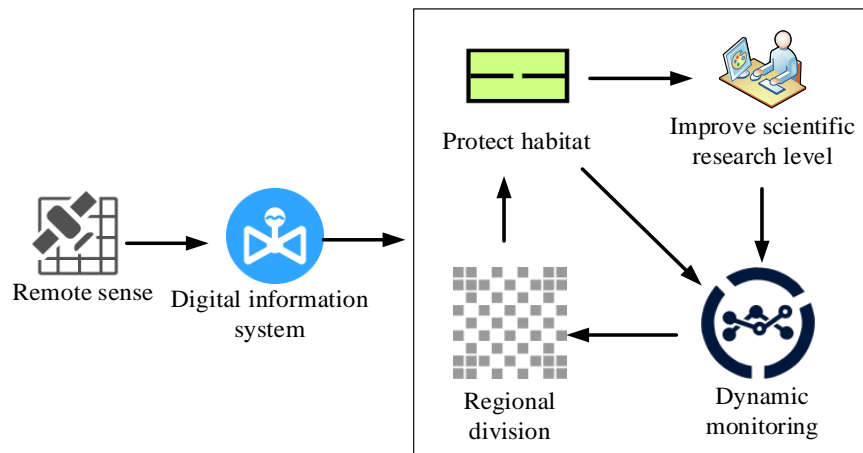 Protect habitat
Improve scientific
research level
Remote sense
Digital information
system
Regional
division
Dynamic
monitoring